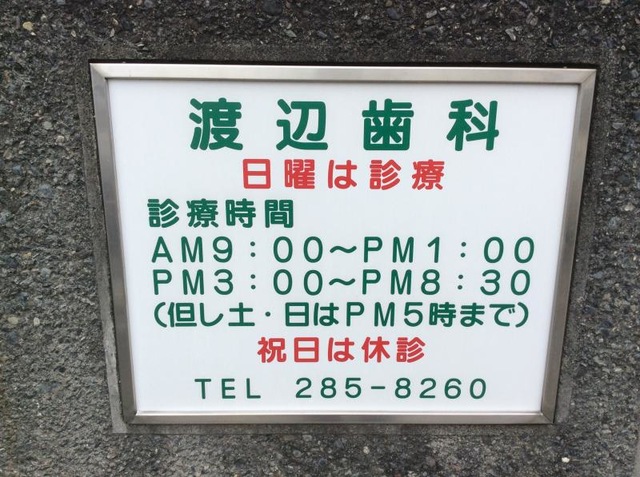 渡辺歯科
日曜は診療
診療時間
AM9：00～PM1：00
PM3：00～PM8：30
（但し土・日はPM5時まで）
祝日は休診
TEL 285-8260